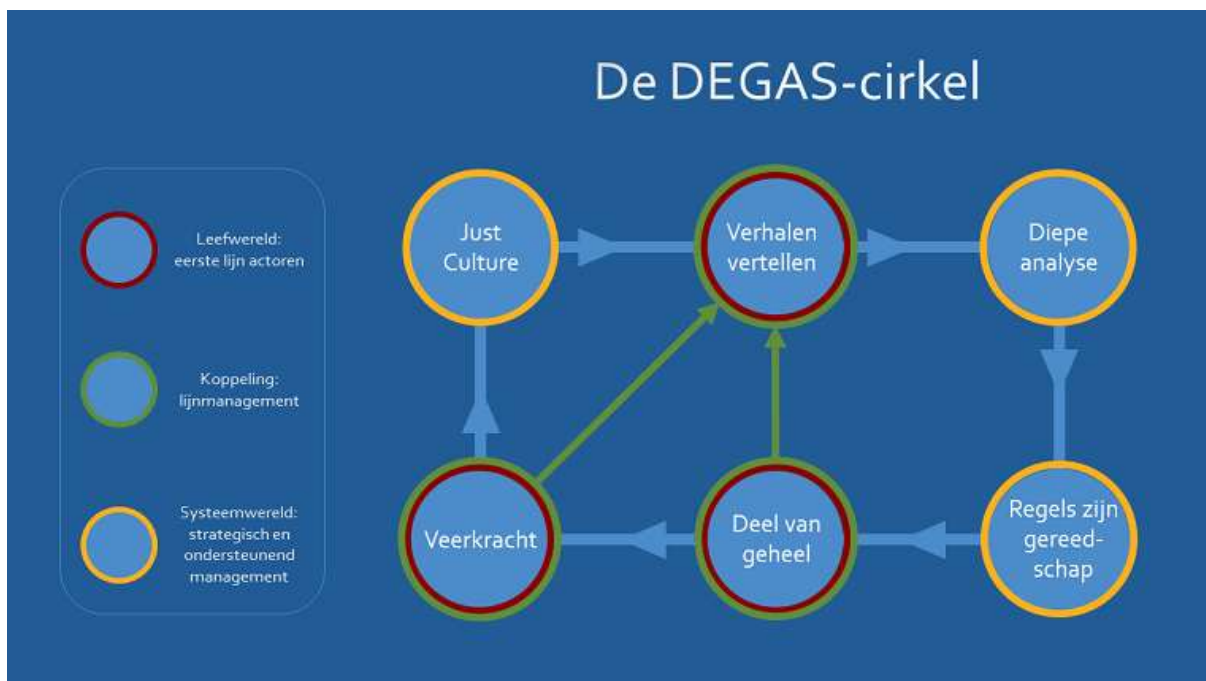 De DEGAS-cirkel
Leefwereld:
eerste lijn actoren
Koppeling:
lijnmanagement
Systeemwereld:
strategisch en
ondersteunend
management
Just
Culture
Verhalen
vertellen
Diepe
analyse
Veerkracht
Deel van
geheel
Regels zijn
gereed-
schap